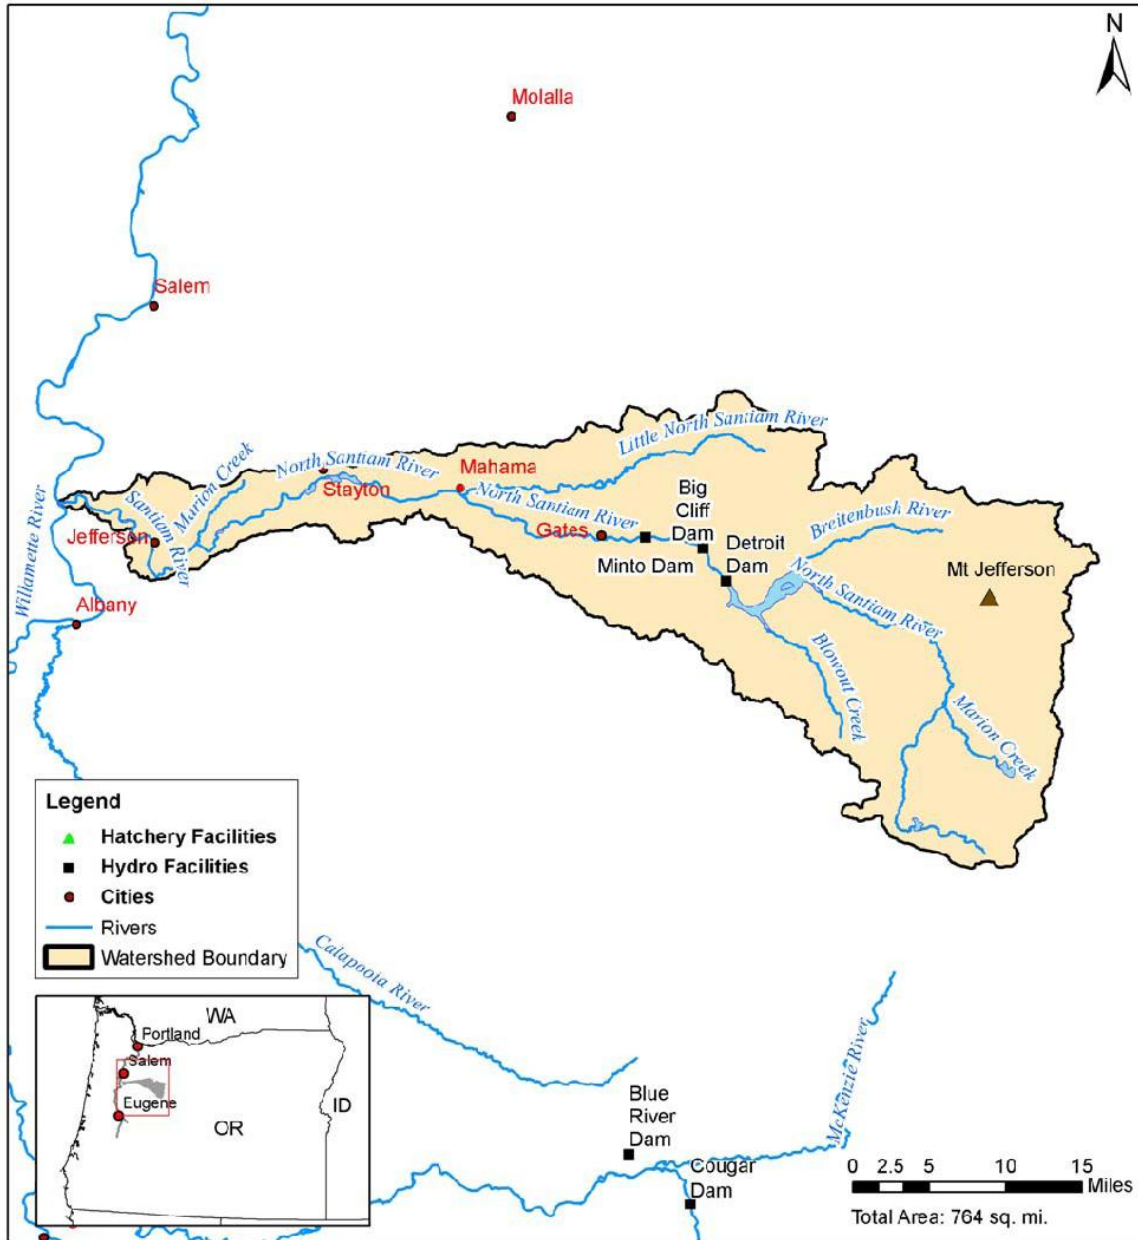 N
Molalla
Salem
Little North Santiam River
Marion Creek
North Santiam River
Mahama
Stayton
North Santiam River
Big
Cliff
Dam
Santiam River
Willamette River
Jefferson
Gates
Minto Dam
Detroit
Dam
Breitenbush River
Mt Jefferson
North Santiam River
Albany
Blowout Creek
Marion Creek
Legend
Hatchery Facilities
Hydro Facilities
Cities
Rivers
Watershed Boundary
Calapooia River
McKenzie River
WA
Portland
Salem
Eugene
OR
ID
Blue
River
Dam
Cougar
Dam
0 2.5 5 10 15
Miles
Total Area: 764 sq. mi.